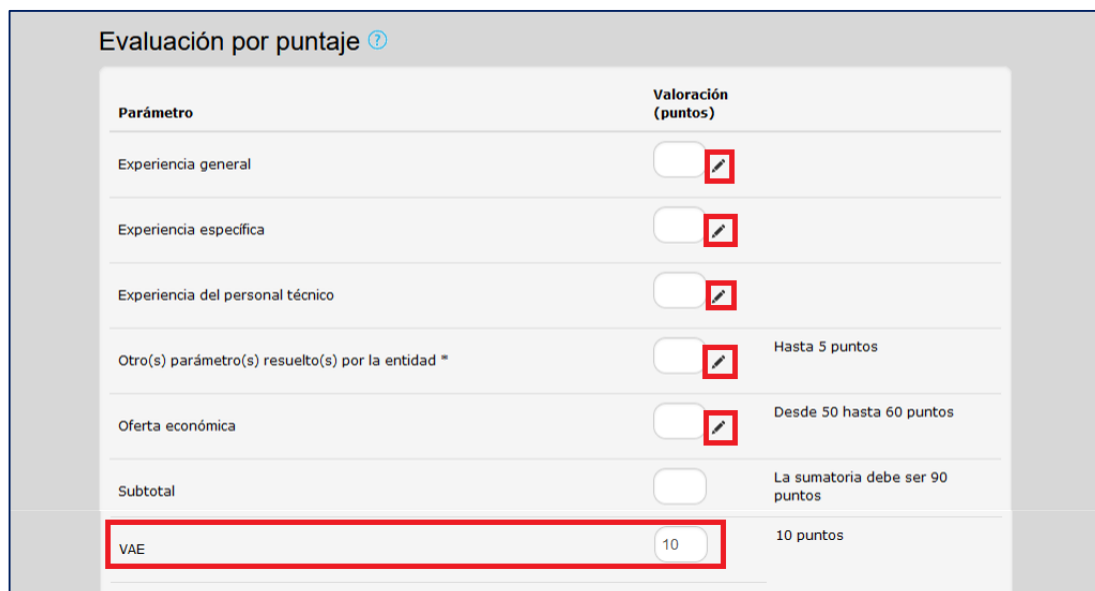 Evaluación por puntaje ?
Parámetro
Valoración
(puntos)
Experiencia general
Experiencia específica
Experiencia del personal técnico
Otro(s) parámetro(s) resuelto(s) por la entidad *
Hasta 5 puntos
Oferta económica
Desde 50 hasta 60 puntos
Subtotal
La sumatoria debe ser 90
puntos
VAE
10
10 puntos